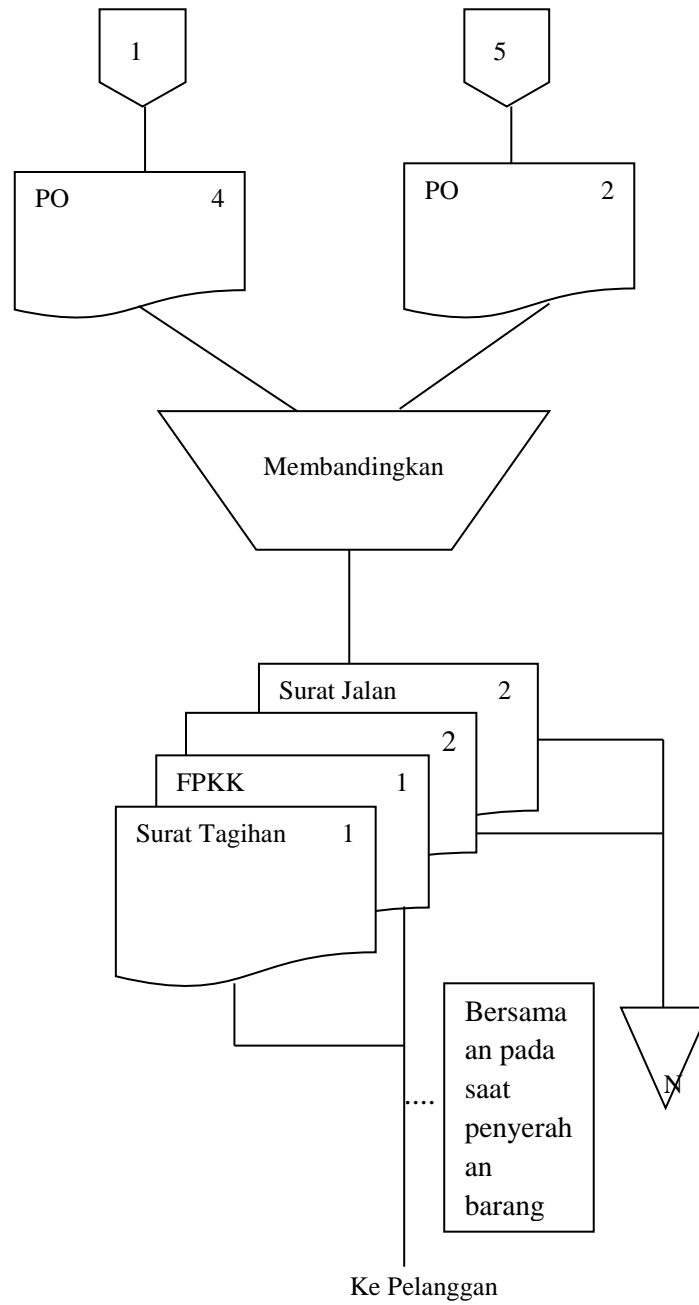 1
5
PO 4
PO 2
Membandingkan
Surat Jalan 2
2
FPKK 1
Surat Tagihan 1
Bersama
an pada
saat
penyerah
an
barang
N
....
Ke Pelanggan